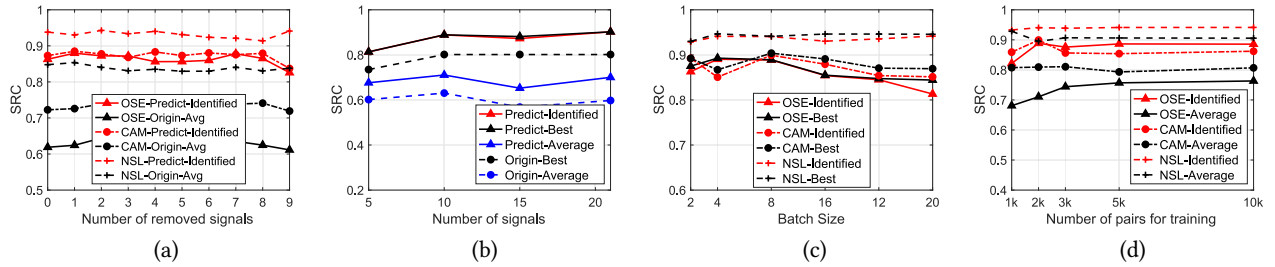 SRC
1
0.9
0.8
0.7
0.6
0.5
0 1 2 3 4 5 6 7 8 9
Number of removed signals
OSE-Predict-Identified
OSE-Origin-Avg
CAM-Predict-Identified
CAM-Origin-Avg
NSL-Predict-Identified
NSL-Origin-Avg
(a)
SRC
1
0.8
0.6
0.4
0.2
5 10 15 20
Number of signals
Predict-Identified
Predict-Best
Predict-Average
Origin-Best
Origin-Average
(b)
SRC
1
0.9
0.8
0.7
0.6
2 4 8 16 12 20
Batch Size
OSE-Identified
OSE-Best
CAM-Identified
CAM-Best
NSL-Identified
NSL-Best
(c)
SRC
1
0.9
0.8
0.7
0.6
0.5
0.4
1k 2k 3k 5k 10k
Number of pairs for training
OSE-Identified
OSE-Average
CAM-Identified
CAM-Average
NSL-Identified
NSL-Average
(d)